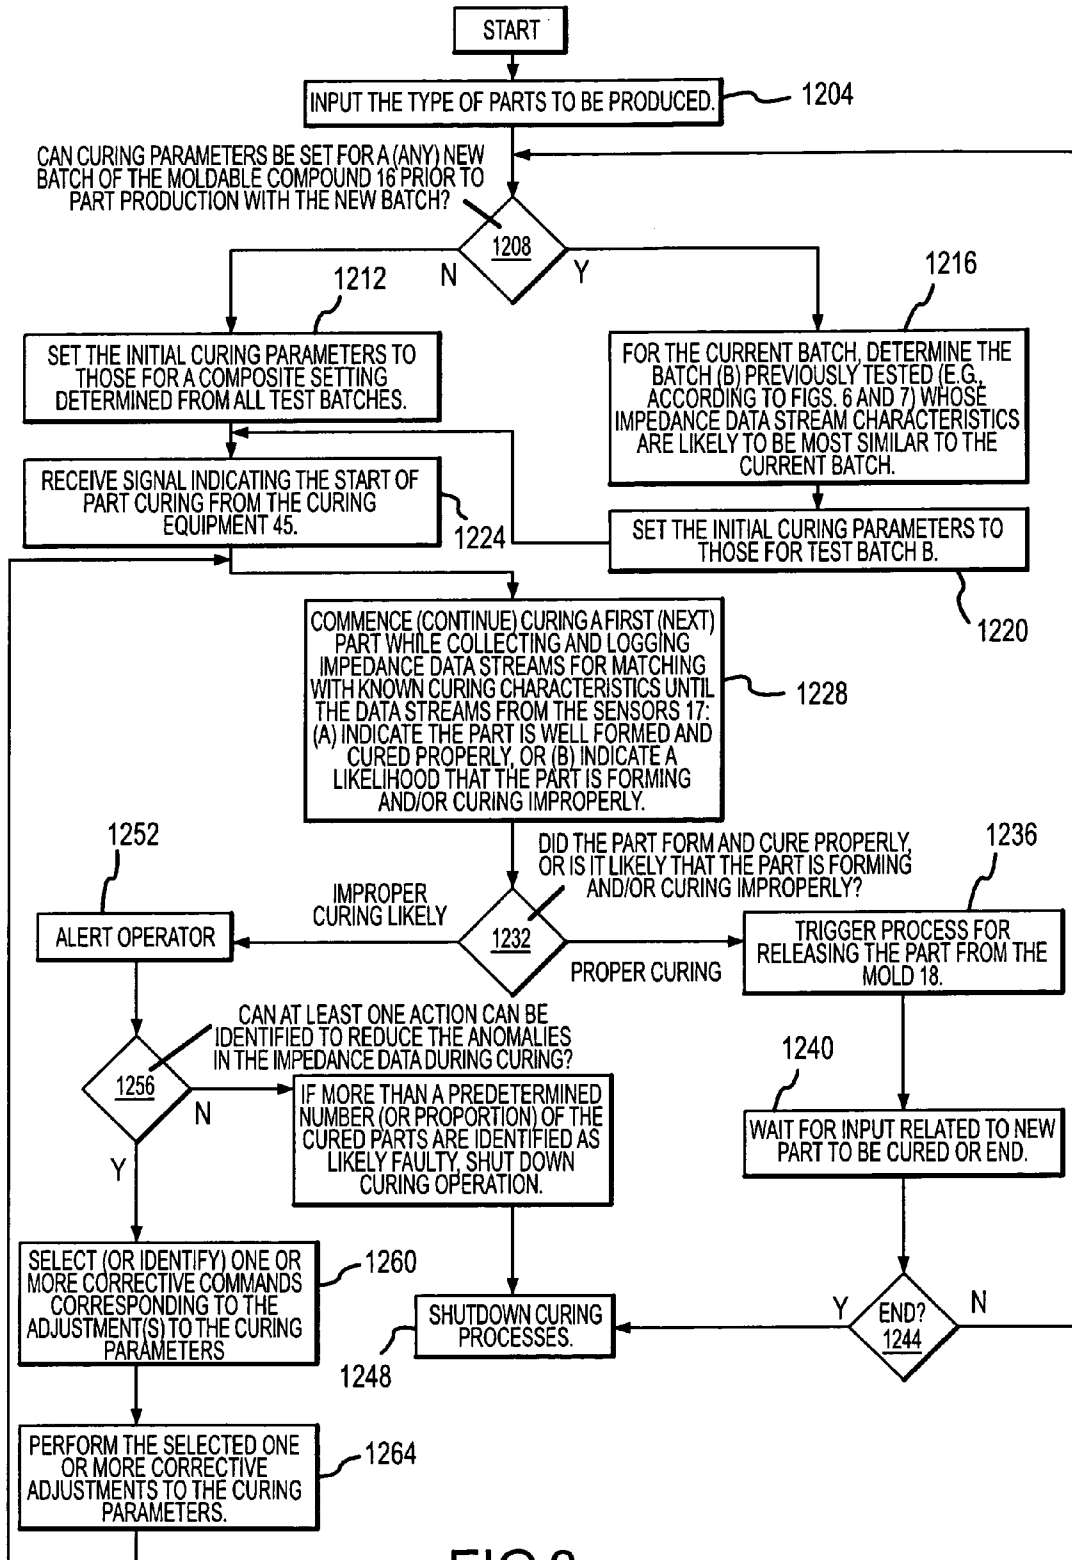 START
INPUT THE TYPE OF PARTS TO BE PRODUCED.
1204
CAN CURING PARAMETERS BE SET FOR A (ANY) NEW
BATCH OF THE MOLDABLE COMPOUND 16 PRIOR TO
PART PRODUCTION WITH THE NEW BATCH?
1208
N
Y
1212
SET THE INITIAL CURING PARAMETERS TO
THOSE FOR A COMPOSITE SETTING
DETERMINED FROM ALL TEST BATCHES.
1216
FOR THE CURRENT BATCH, DETERMINE THE
BATCH (B) PREVIOUSLY TESTED (E.G.,
ACCORDING TO FIGS. 6 AND 7) WHOSE
IMPEDANCE DATA STREAM CHARACTERISTICS
ARE LIKELY TO BE MOST SIMILAR TO THE
CURRENT BATCH.
RECEIVE SIGNAL INDICATING THE START OF
PART CURING FROM THE CURING
EQUIPMENT 45.
1224
SET THE INITIAL CURING PARAMETERS TO
THOSE FOR TEST BATCH B.
1220
COMMENCE (CONTINUE) CURING A FIRST (NEXT)
PART WHILE COLLECTING AND LOGGING
IMPEDANCE DATA STREAMS FOR MATCHING
WITH KNOWN CURING CHARACTERISTICS UNTIL
THE DATA STREAMS FROM THE SENSORS 17:
(A) INDICATE THE PART IS WELL FORMED AND
CURED PROPERLY, OR (B) INDICATE A
LIKELIHOOD THAT THE PART IS FORMING
AND/OR CURING IMPROPERLY.
1228
DID THE PART FORM AND CURE PROPERLY,
OR IS IT LIKELY THAT THE PART IS FORMING
AND/OR CURING IMPROPERLY?
1232
IMPROPER
CURING LIKELY
PROPER CURING
1252
ALERT OPERATOR
1236
TRIGGER PROCESS FOR
RELEASING THE PART FROM THE
MOLD 18.
CAN AT LEAST ONE ACTION CAN BE
IDENTIFIED TO REDUCE THE ANOMALIES
IN THE IMPEDANCE DATA DURING CURING?
1256
N
Y
IF MORE THAN A PREDETERMINED
NUMBER (OR PROPORTION) OF THE
CURED PARTS ARE IDENTIFIED AS
LIKELY FAULTY, SHUT DOWN
CURING OPERATION.
1240
WAIT FOR INPUT RELATED TO NEW
PART TO BE CURED OR END.
SELECT (OR IDENTIFY) ONE OR
MORE CORRECTIVE COMMANDS
CORRESPONDING TO THE
ADJUSTMENT(S) TO THE CURING
PARAMETERS
1260
SHUTDOWN CURING
PROCESSES.
1248
Y
END?
1244
N
PERFORM THE SELECTED ONE
OR MORE CORRECTIVE
ADJUSTMENTS TO THE CURING
PARAMETERS.
1264